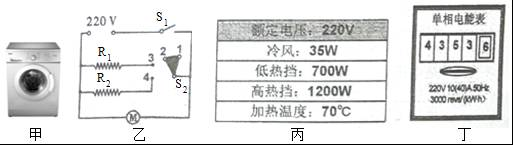 220 V
S₁
R₁
R₂
1
2
3
4
S₂
M
额定电压：220V
冷风：35W
低热挡：700W
高热挡：1200W
加热温度：70℃
单相电能表
4 3 5 3 6
220V 10(40)A 50Hz
3000 revs/(kW·h)
甲
乙
丙
丁